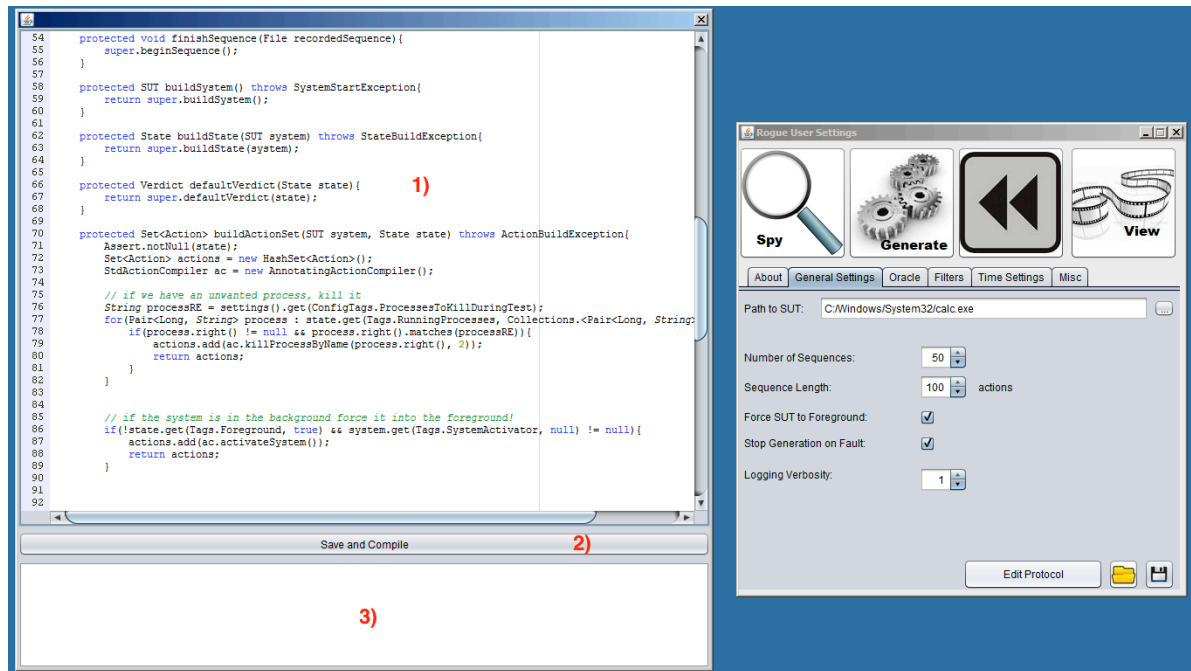 54 protected void finishSequence(File recordedSequence){
55 super.beginSequence();
56 }
57
58 protected SUT buildSystem() throws SystemStartException{
59 return super.buildSystem();
60 }
61
62 protected State buildState(SUT system) throws StateBuildException{
63 return super.buildState(system);
64 }
65
66 protected Verdict defaultVerdict(State state){
67 return super.defaultVerdict(state);
68 }
69
70 protected Set<Action> buildActionSet(SUT system, State state) throws ActionBuildException{
71 Assert.notNull(state);
72 Set<Action> actions = new HashSet<Action>();
73 StdActionCompiler ac = new AnnotatingActionCompiler();
74
75 // if we have an unwanted process, kill it
76 String processRE = settings().get(ConfigTags.ProcessesToKillDuringTest);
77 for(Pair<Long, String> process : state.get(Tags.RunningProcesses, Collections.<Pair<Long, String>
78 if(process.right() != null && process.right().matches(processRE)){
79 actions.add(ac.killProcessByName(process.right(), 2));
80 return actions;
81 }
82 }
83
84
85 // if the system is in the background force it into the foreground!
86 if(!state.get(Tags.Foreground, true) && system.get(Tags.SystemActivator, null) != null){
87 actions.add(ac.activateSystem());
88 return actions;
89 }
90
91
92
1)
Save and Compile
2)
3)
Rogue User Settings
Spy
Generate
View
About General Settings Oracle Filters Time Settings Misc
Path to SUT: C:/Windows/System32/calc.exe ...
Number of Sequences: 50
Sequence Length: 100 actions
Force SUT to Foreground:
Stop Generation on Fault:
Logging Verbosity: 1
Edit Protocol